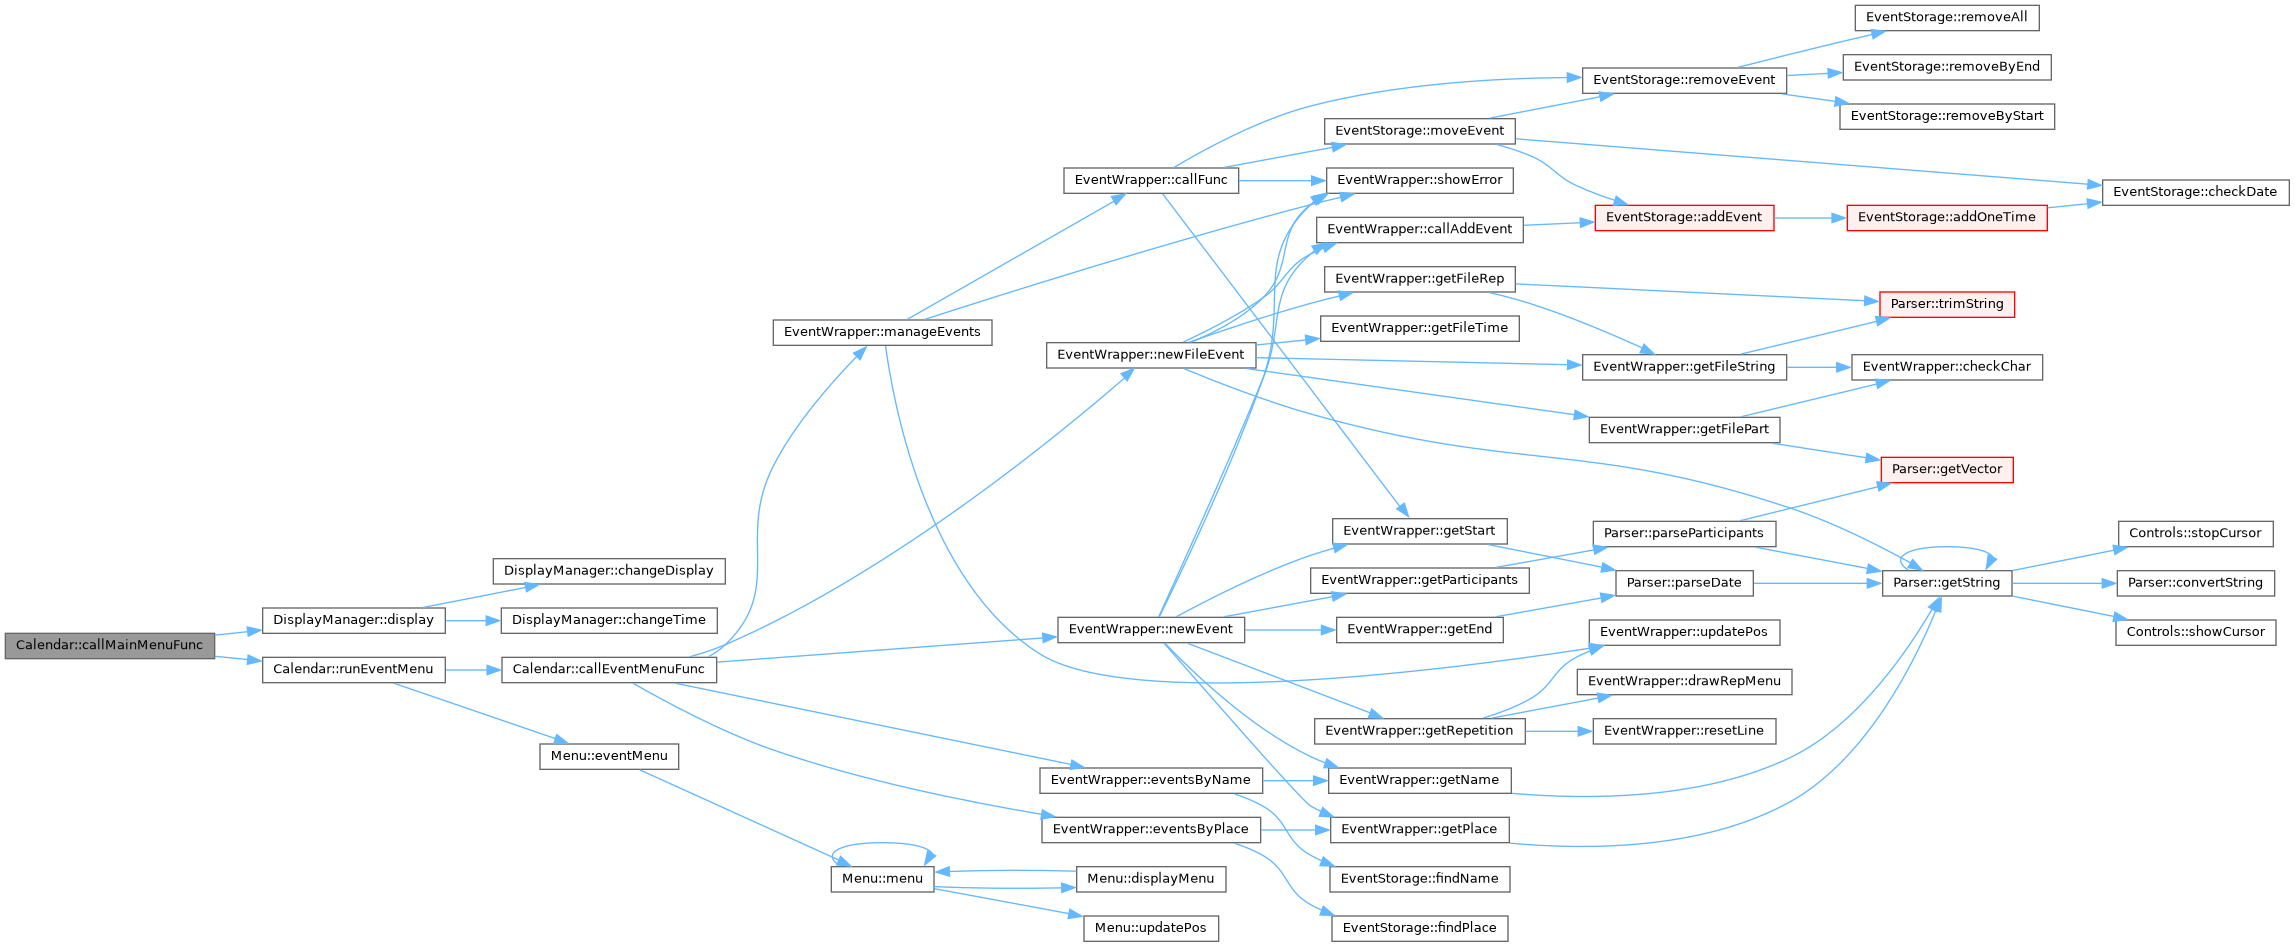 EventStorage::removeAll
EventStorage::removeByEnd
EventStorage::removeEvent
EventStorage::removeByStart
EventStorage::moveEvent
EventWrapper::callFunc
EventWrapper::showError
EventStorage::checkDate
EventStorage::addEvent
EventStorage::addOneTime
EventWrapper::callAddEvent
EventWrapper::getFileRep
Parser::trimString
EventWrapper::manageEvents
EventWrapper::getFileTime
EventWrapper::newFileEvent
EventWrapper::getFileString
EventWrapper::checkChar
EventWrapper::getFilePart
Parser::getVector
EventWrapper::getStart
Parser::parseParticipants
Controls::stopCursor
DisplayManager::changeDisplay
EventWrapper::getParticipants
Parser::parseDate
Parser::getString
Parser::convertString
DisplayManager::display
DisplayManager::changeTime
EventWrapper::newEvent
EventWrapper::getEnd
EventWrapper::updatePos
Controls::showCursor
Calendar::callMainMenuFunc
Calendar::runEventMenu
Calendar::callEventMenuFunc
EventWrapper::drawRepMenu
EventWrapper::getRepetition
EventWrapper::resetLine
Menu::eventMenu
EventWrapper::eventsByName
EventWrapper::getName
EventWrapper::eventsByPlace
EventWrapper::getPlace
Menu::menu
Menu::displayMenu
EventStorage::findName
Menu::updatePos
EventStorage::findPlace